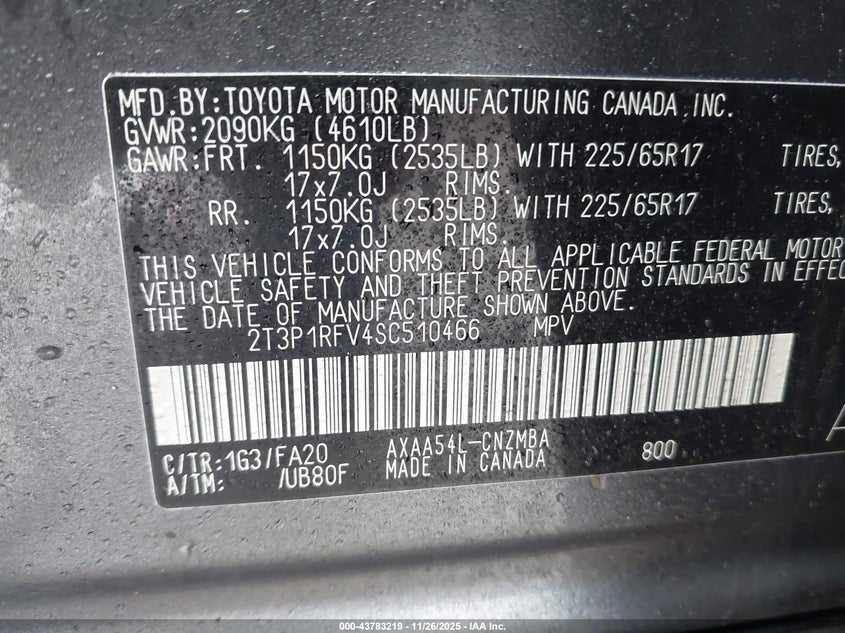 MFD.BY:TOYOTA MOTOR MANUFACTURING CANADA,INC.
GVWR:2090KG (4610LB)
GAWR:FRT. 1150KG (2535LB) WITH 225/65R17 TIRES,
17x7.0J RIMS.
RR. 1150KG (2535LB) WITH 225/65R17 TIRES,
17x7.0J RIMS.
THIS VEHICLE CONFORMS TO ALL APPLICABLE FEDERAL MOTOR
VEHICLE SAFETY AND THEFT PREVENTION STANDARDS IN EFFEC
THE DATE OF MANUFACTURE SHOWN ABOVE.
2T3P1RFV4SC510466 MPV
C/TR:1G3/FA20 AXAA54L-CNZMBA 800 A
A/TM: /UB80F MADE IN CANADA
000-43783219 - 11/26/2025 - IAA Inc.